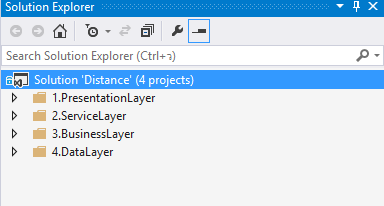 Solution Explorer
Search Solution Explorer (Ctrl+ד)
Solution 'Distance' (4 projects)
1.PresentationLayer
2.ServiceLayer
3.BusinessLayer
4.DataLayer